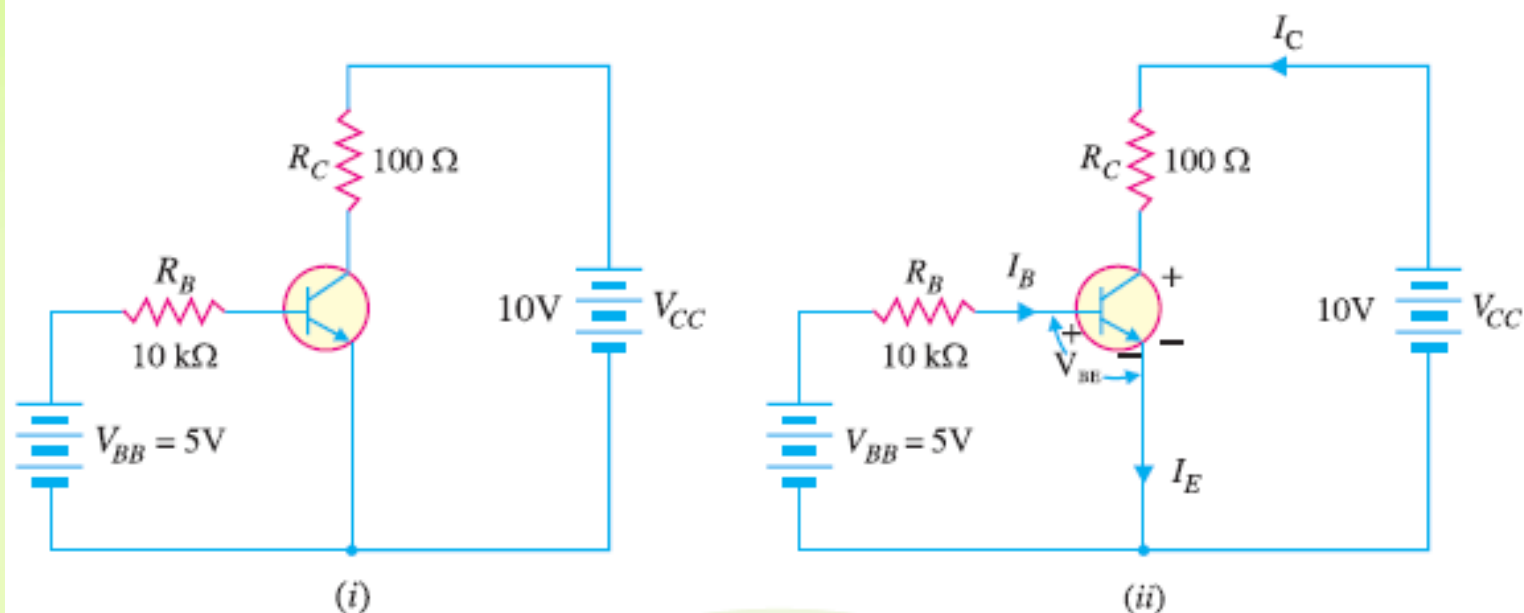 R_C 100 Ω
R_B
10 kΩ
10V V_CC
V_BB = 5V
(i)
I_C
R_C 100 Ω
R_B I_B
10 kΩ
+
−
+
−
V_BE
10V V_CC
V_BB = 5V
I_E
(ii)